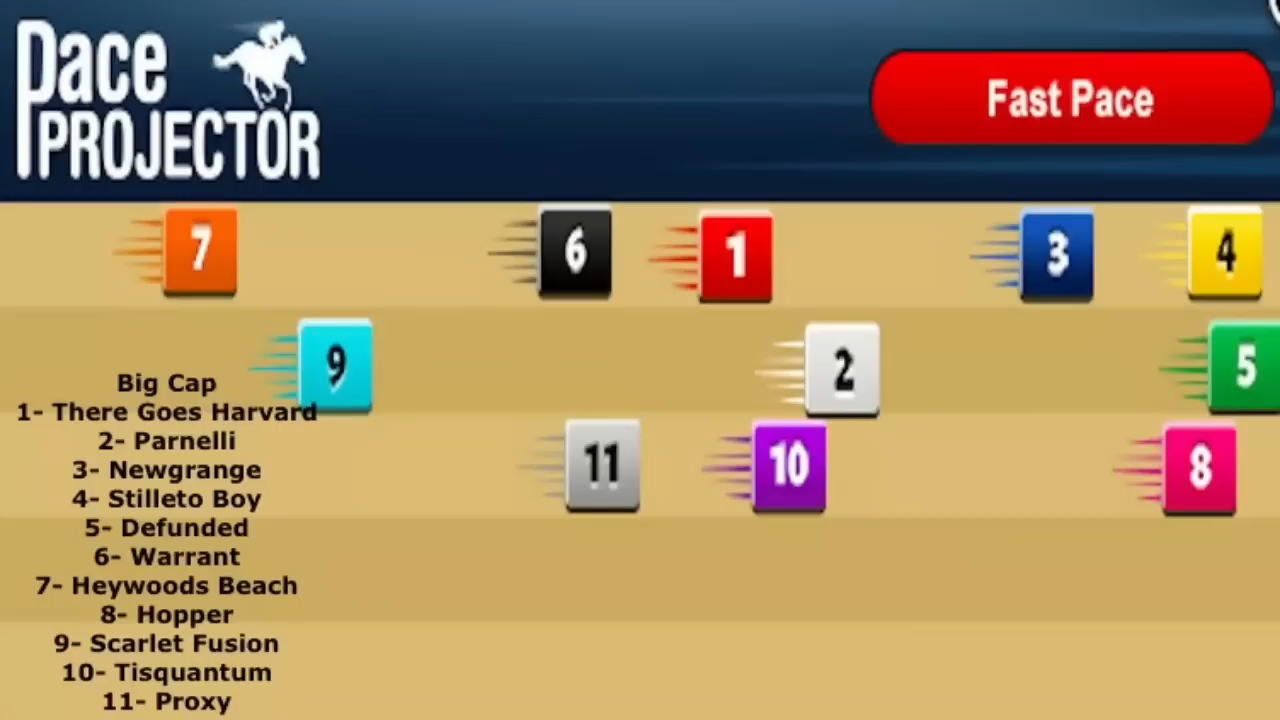 Pace
PROJECTOR
Fast Pace
7
6
1
3
4
9
2
5
11
10
8
Big Cap
1- There Goes Harvard
2- Parnelli
3- Newgrange
4- Stilleto Boy
5- Defunded
6- Warrant
7- Heywoods Beach
8- Hopper
9- Scarlet Fusion
10- Tisquantum
11- Proxy